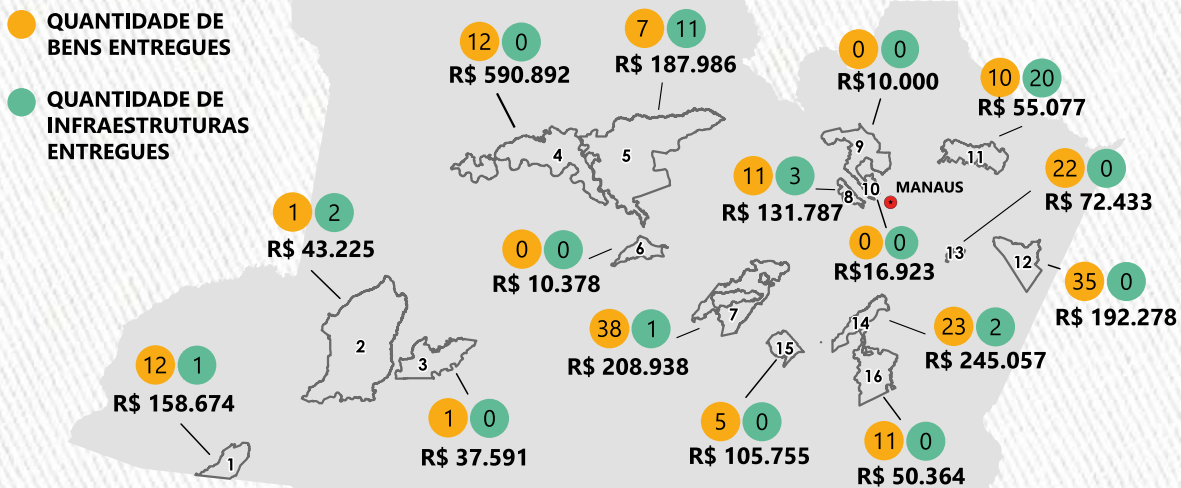 QUANTIDADE DE
BENS ENTREGUES
QUANTIDADE DE
INFRAESTRUTURAS
ENTREGUES
12 0
R$ 590.892
7 11
R$ 187.986
0 0
R$10.000
10 20
R$ 55.077
4
5
9
11
11 3
R$ 131.787
8
10
MANAUS
22 0
R$ 72.433
1 2
R$ 43.225
0 0
R$ 10.378
6
0 0
R$16.923
13
12
35 0
R$ 192.278
38 1
R$ 208.938
7
14
23 2
R$ 245.057
2
3
15
16
12 1
R$ 158.674
1
1 0
R$ 37.591
5 0
R$ 105.755
11 0
R$ 50.364